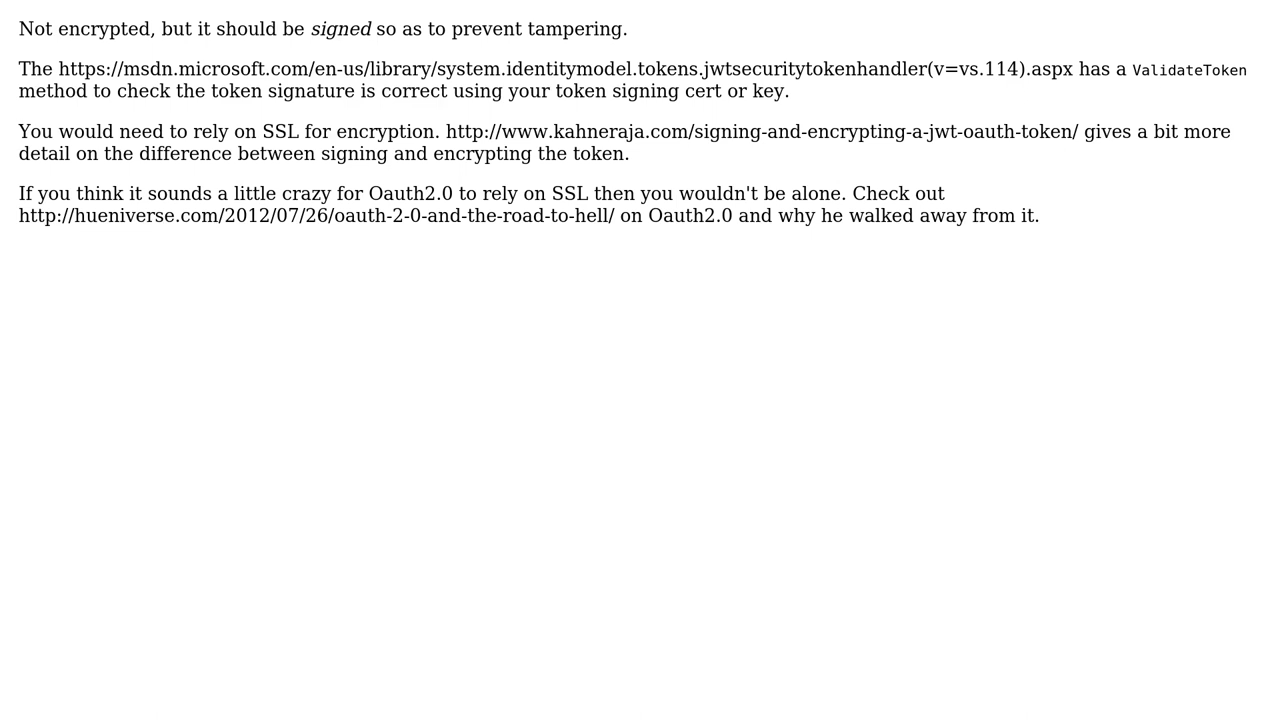 Not encrypted, but it should be signed so as to prevent tampering.
The https://msdn.microsoft.com/en-us/library/system.identitymodel.tokens.jwtsecuritytokenhandler(v=vs.114).aspx has a ValidateToken
method to check the token signature is correct using your token signing cert or key.
You would need to rely on SSL for encryption. http://www.kahneraja.com/signing-and-encrypting-a-jwt-oauth-token/ gives a bit more
detail on the difference between signing and encrypting the token.
If you think it sounds a little crazy for Oauth2.0 to rely on SSL then you wouldn't be alone. Check out
http://hueniverse.com/2012/07/26/oauth-2-0-and-the-road-to-hell/ on Oauth2.0 and why he walked away from it.